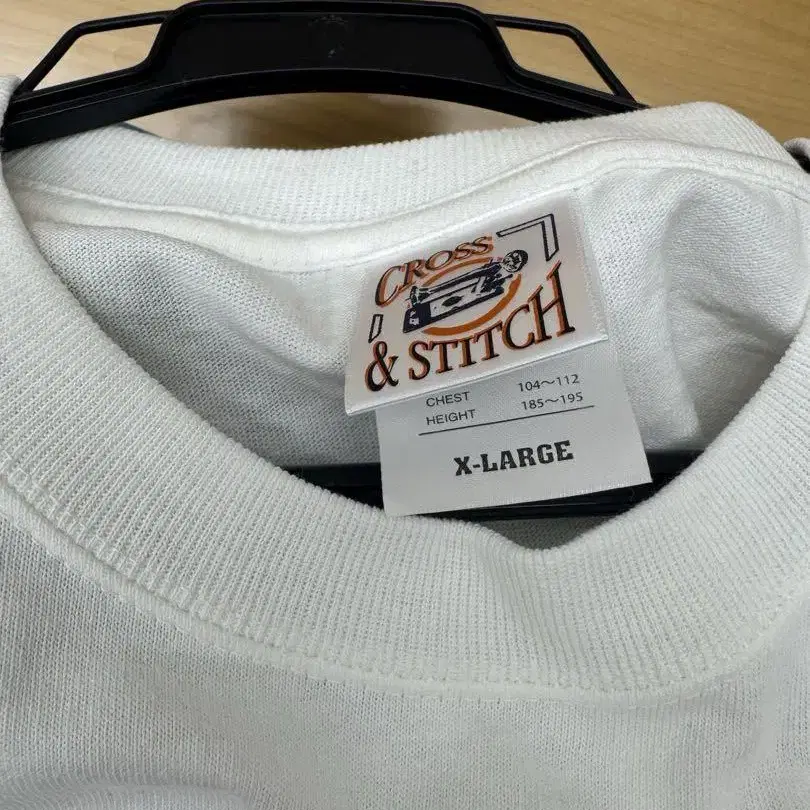 CROSS
& STITCH
CHEST 104～112
HEIGHT 185～195
X-LARGE